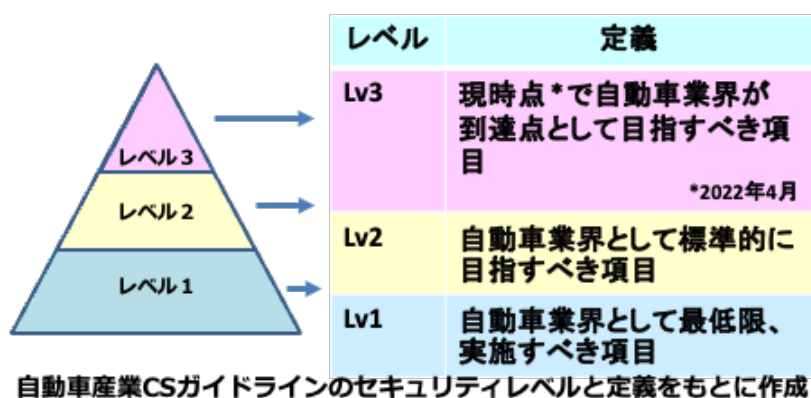 レベル 定義
レベル３
レベル２
レベル１
Lv3 現時点*で自動車業界が
到達点として目指すべき項
目
*2022年4月
Lv2 自動車業界として標準的に
目指すべき項目
Lv1 自動車業界として最低限、
実施すべき項目
自動車産業CSガイドラインのセキュリティレベルと定義をもとに作成